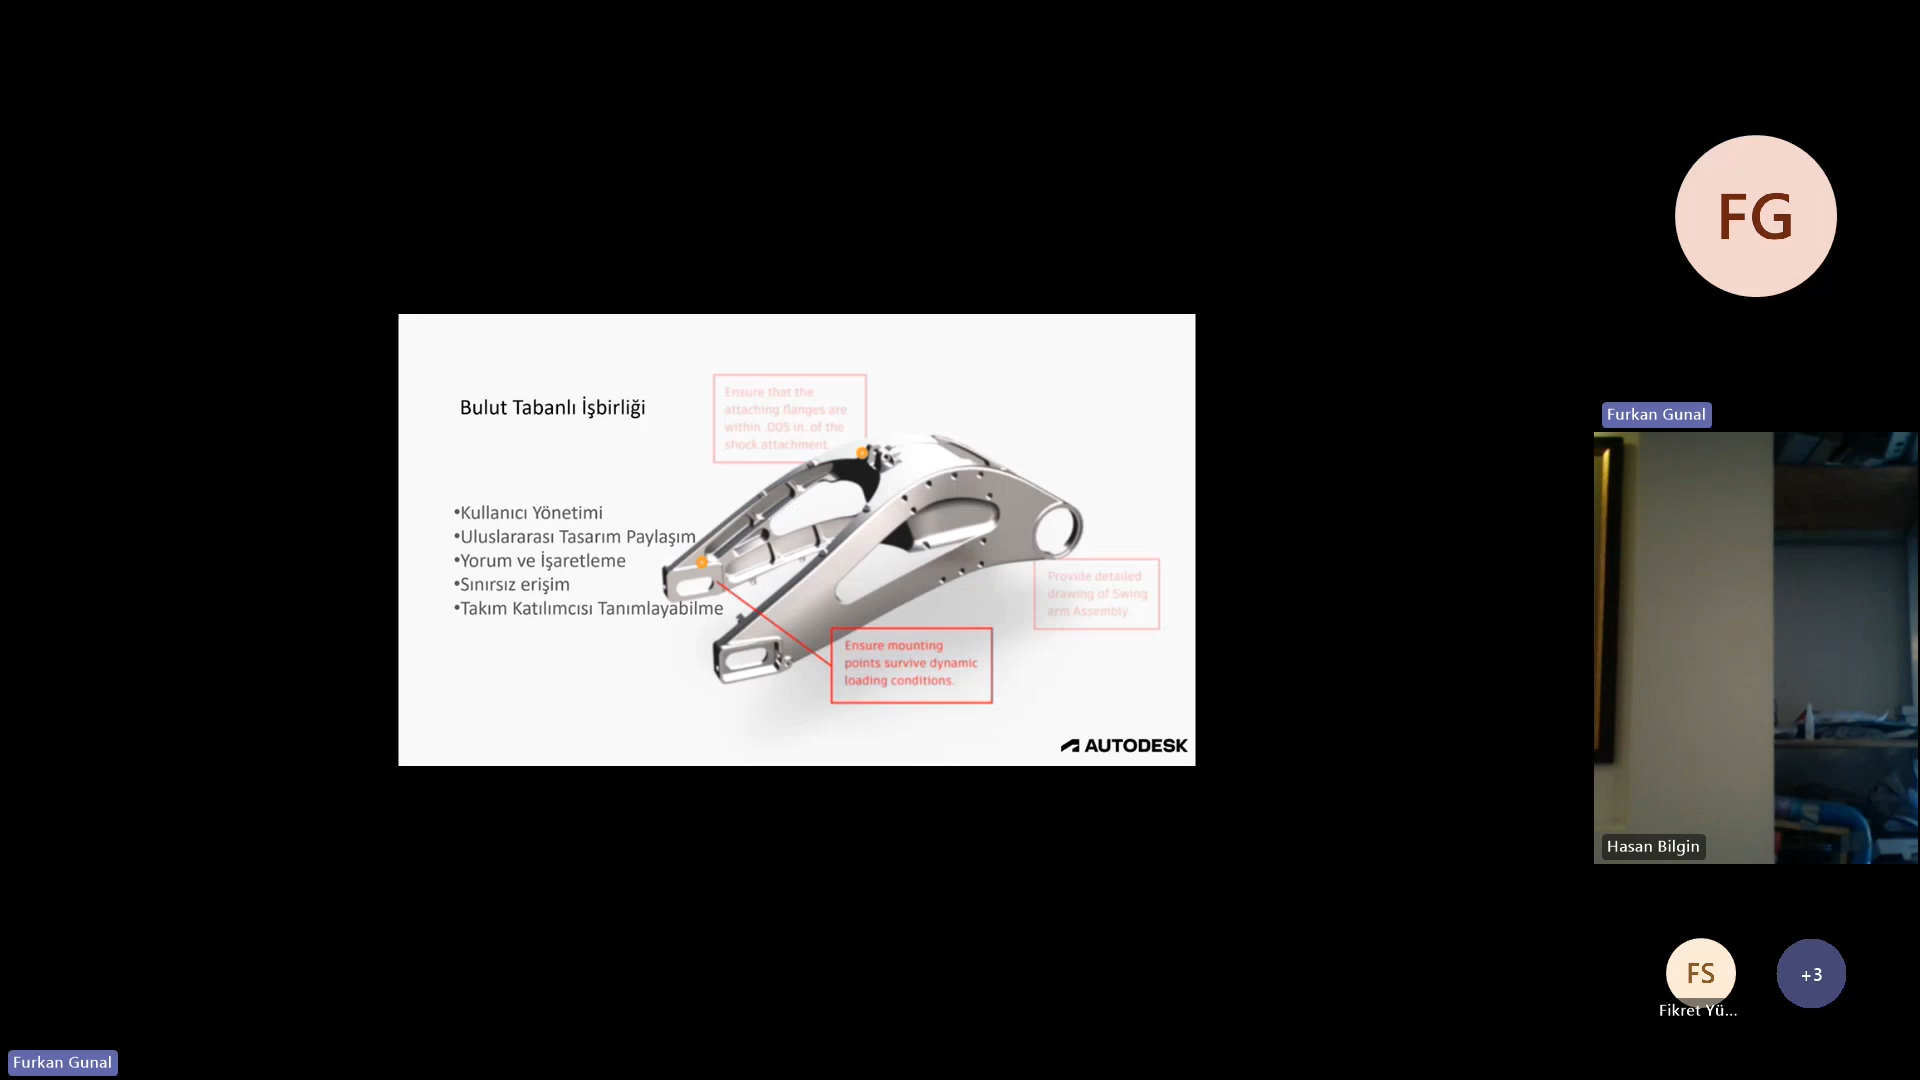 Bulut Tabanlı İşbirliği
•Kullanıcı Yönetimi
•Uluslararası Tasarım Paylaşım
•Yorum ve İşaretleme
•Sınırsız erişim
•Takım Katılımcısı Tanımlayabilme
Ensure that the
attaching flanges are
within .005 in. of the
shock attachment.
Provide detailed
drawing of Swing
arm Assembly.
Ensure mounting
points survive dynamic
loading conditions.
AUTODESK
FG
Furkan Gunal
Hasan Bilgin
FS
Fikret Yü...
+3
Furkan Gunal